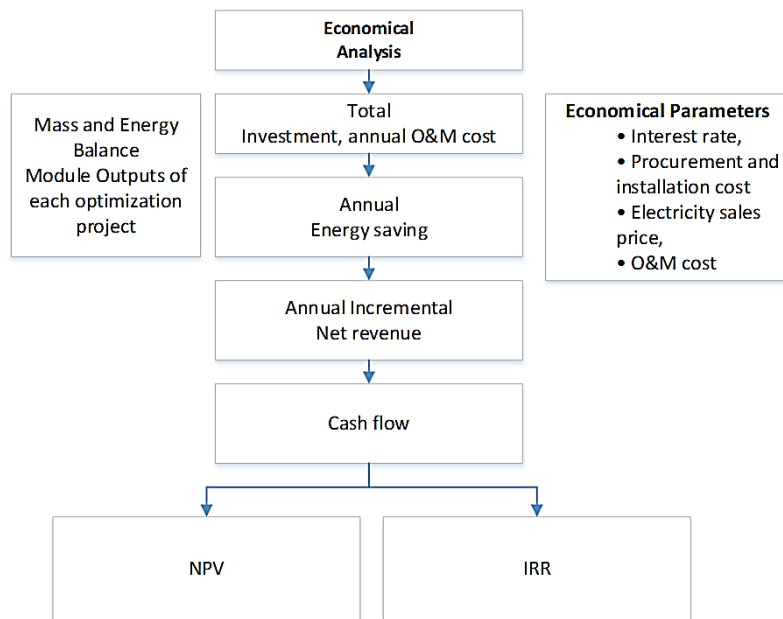 Economical
Analysis
Mass and Energy
Balance
Module Outputs of
each optimization
project
Total
Investment, annual O&M cost
Economical Parameters
• Interest rate,
• Procurement and
installation cost
• Electricity sales
price,
• O&M cost
Annual
Energy saving
Annual Incremental
Net revenue
Cash flow
NPV
IRR